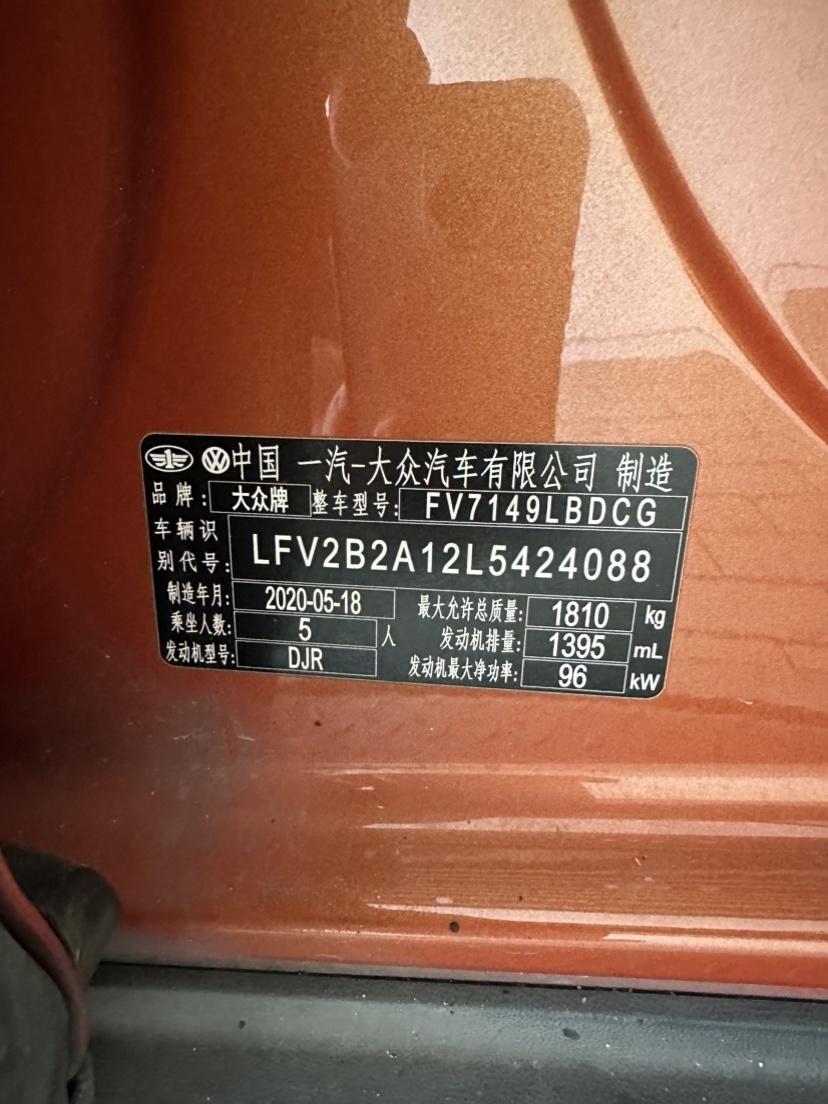 中国 一汽-大众汽车有限公司 制造
品牌: 大众牌 整车型号: FV7149LBDCG
车辆识别代号: LFV2B2A12L5424088
制造年月: 2020-05-18 最大允许总质量: 1810 kg
乘坐人数: 5 人 发动机排量: 1395 mL
发动机型号: DJR 发动机最大净功率: 96 kW